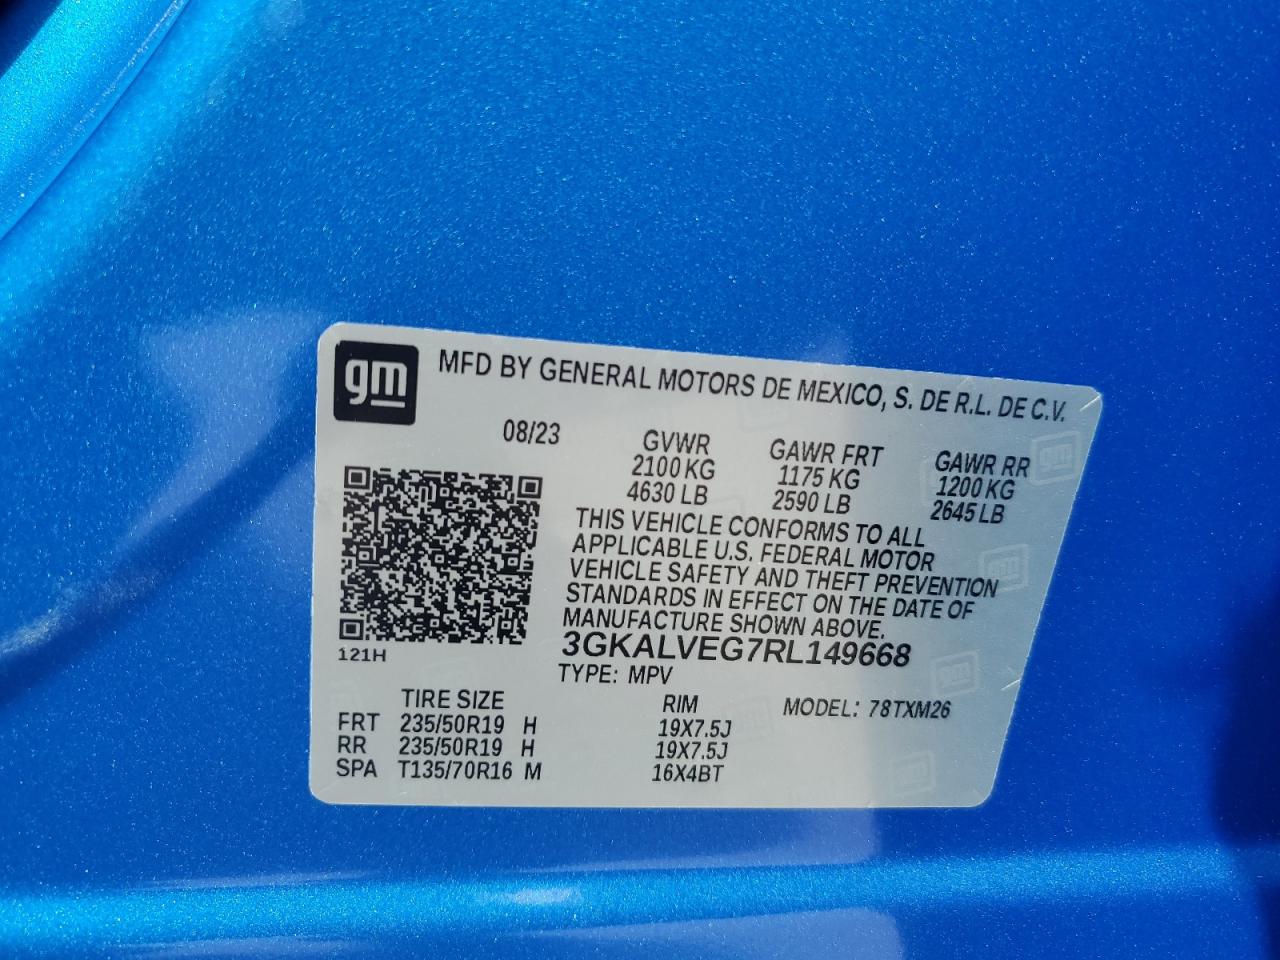 gm MFD BY GENERAL MOTORS DE MEXICO, S. DE R.L. DE C.V.
08/23 GVWR GAWR FRT GAWR RR
2100 KG 1175 KG 1200 KG
4630 LB 2590 LB 2645 LB
THIS VEHICLE CONFORMS TO ALL
APPLICABLE U.S. FEDERAL MOTOR
VEHICLE SAFETY AND THEFT PREVENTION
STANDARDS IN EFFECT ON THE DATE OF
MANUFACTURE SHOWN ABOVE.
3GKALVEG7RL149668
121H
TYPE: MPV
TIRE SIZE RIM MODEL: 78TXM26
FRT 235/50R19 H 19X7.5J
RR 235/50R19 H 19X7.5J
SPA T135/70R16 M 16X4BT